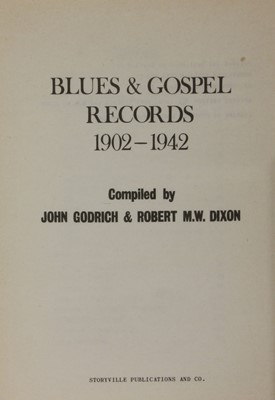 BLUES & GOSPEL
RECORDS
1902-1942
Compiled by
JOHN GODRICH & ROBERT M.W. DIXON
STORYVILLE PUBLICATIONS AND CO.